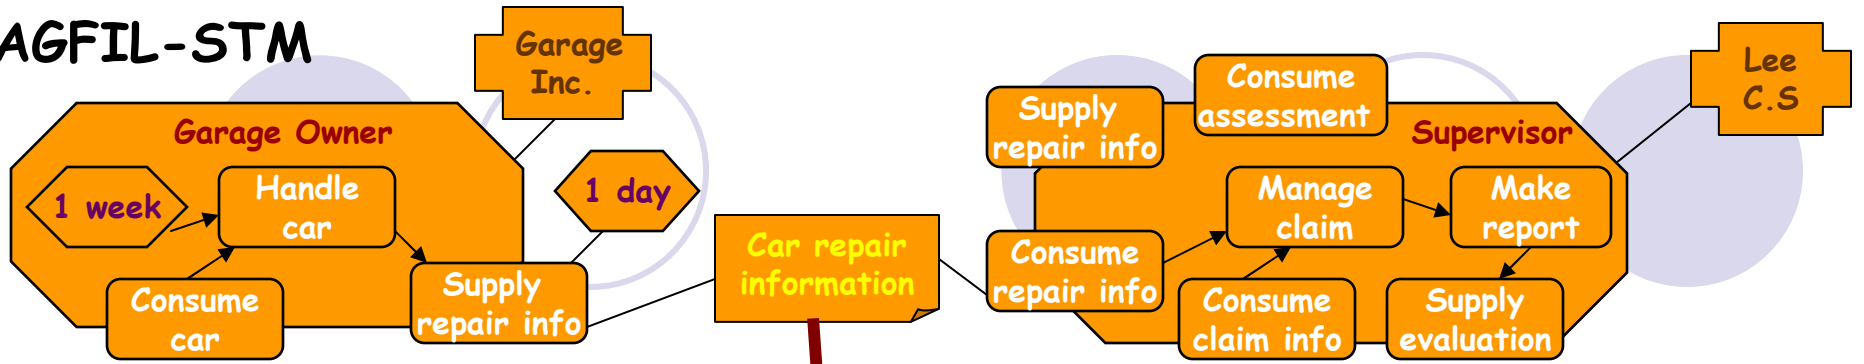 AGFIL-STM
Garage
Inc.
Garage Owner
1 week
Handle
car
1 day
Consume
car
Supply
repair info
Car repair
information
Supply
repair info
Consume
assessment
Supervisor
Lee
C.S
Manage
claim
Make
report
Consume
repair info
Consume
claim info
Supply
evaluation